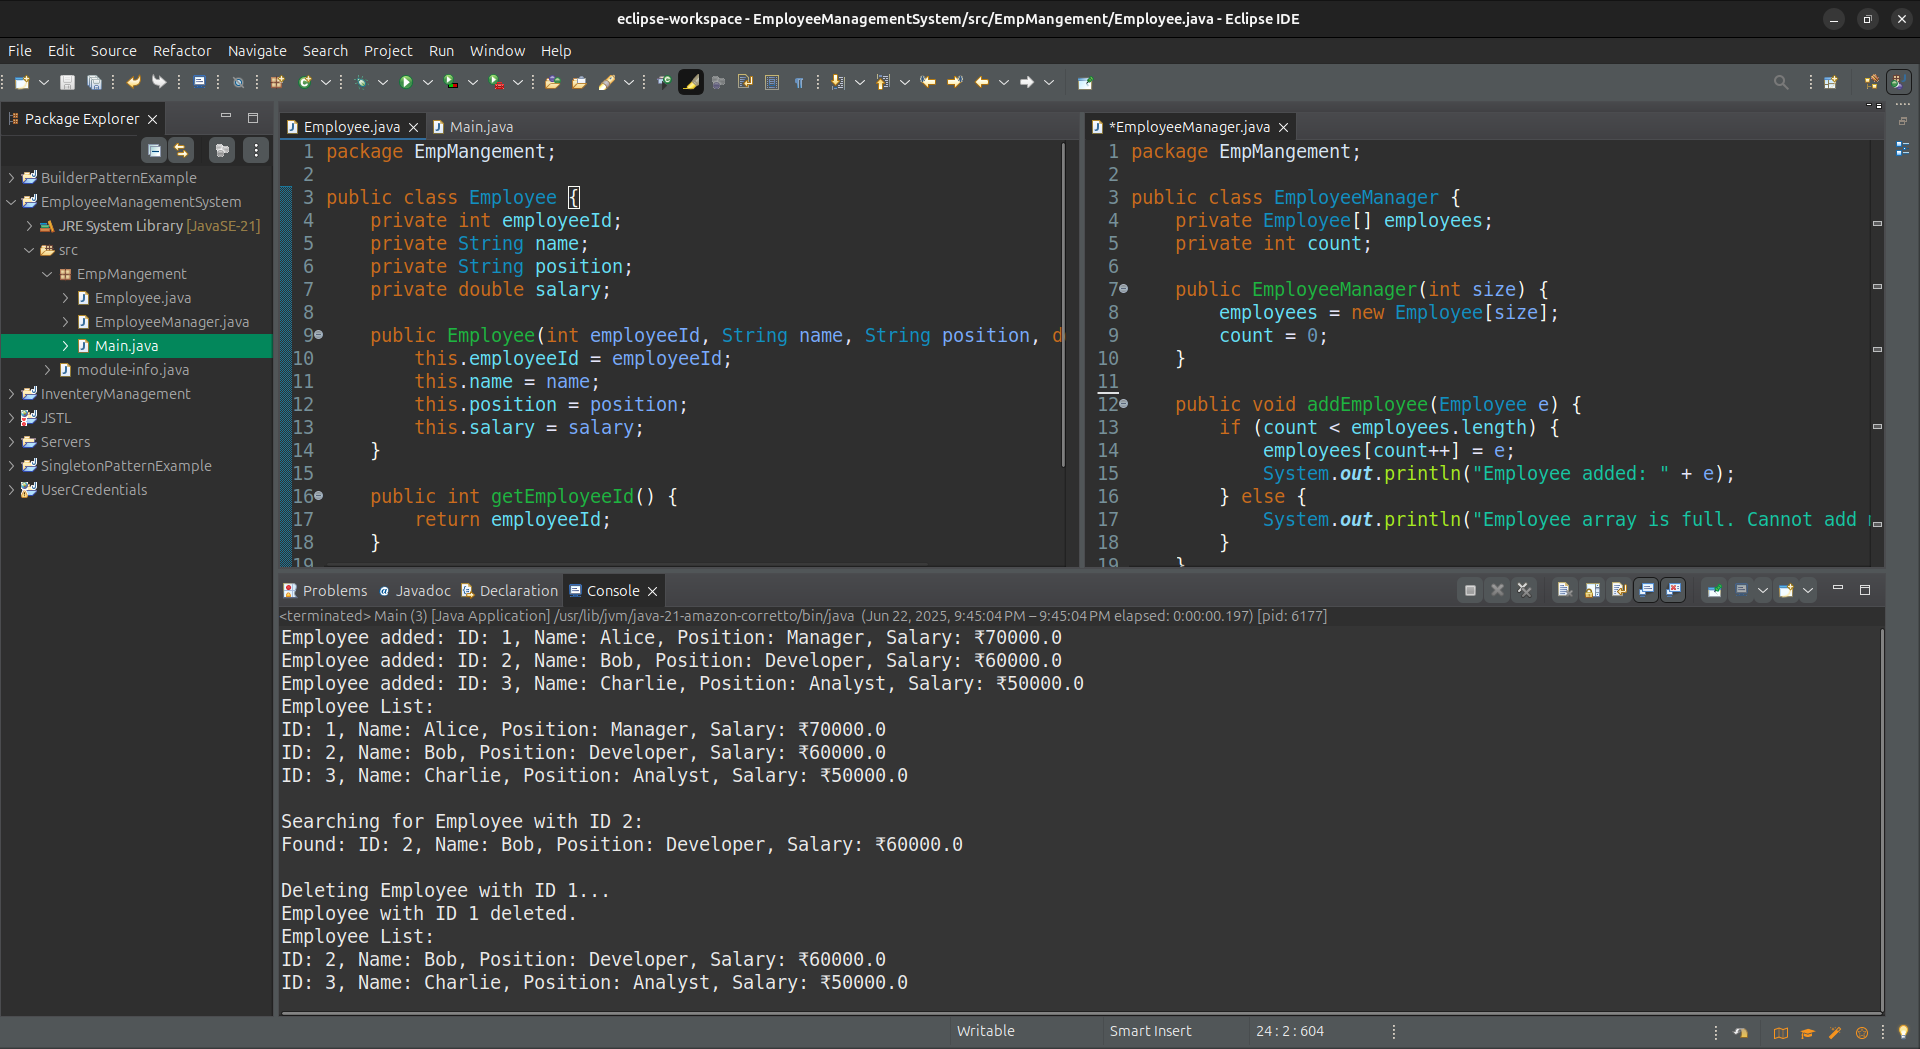 eclipse-workspace - EmployeeManagementSystem/src/EmpMangement/Employee.java - Eclipse IDE
File Edit Source Refactor Navigate Search Project Run Window Help
Package Explorer
BuilderPatternExample
EmployeeManagementSystem
JRE System Library [JavaSE-21]
src
EmpMangement
Employee.java
EmployeeManager.java
Main.java
module-info.java
InventeryManagement
JSTL
Servers
SingletonPatternExample
UserCredentials
Employee.java Main.java
1 package EmpMangement;
2
3 public class Employee {
4 private int employeeId;
5 private String name;
6 private String position;
7 private double salary;
8
9 public Employee(int employeeId, String name, String position, d
10 this.employeeId = employeeId;
11 this.name = name;
12 this.position = position;
13 this.salary = salary;
14 }
15
16 public int getEmployeeId() {
17 return employeeId;
18 }
19
*EmployeeManager.java
1 package EmpMangement;
2
3 public class EmployeeManager {
4 private Employee[] employees;
5 private int count;
6
7 public EmployeeManager(int size) {
8 employees = new Employee[size];
9 count = 0;
10 }
11
12 public void addEmployee(Employee e) {
13 if (count < employees.length) {
14 employees[count++] = e;
15 System.out.println("Employee added: " + e);
16 } else {
17 System.out.println("Employee array is full. Cannot add
18 }
19 }
Problems Javadoc Declaration Console
<terminated> Main (3) [Java Application] /usr/lib/jvm/java-21-amazon-corretto/bin/java (Jun 22, 2025, 9:45:04 PM – 9:45:04 PM elapsed: 0:00:00.197) [pid: 6177]
Employee added: ID: 1, Name: Alice, Position: Manager, Salary: ₹70000.0
Employee added: ID: 2, Name: Bob, Position: Developer, Salary: ₹60000.0
Employee added: ID: 3, Name: Charlie, Position: Analyst, Salary: ₹50000.0
Employee List:
ID: 1, Name: Alice, Position: Manager, Salary: ₹70000.0
ID: 2, Name: Bob, Position: Developer, Salary: ₹60000.0
ID: 3, Name: Charlie, Position: Analyst, Salary: ₹50000.0
Searching for Employee with ID 2:
Found: ID: 2, Name: Bob, Position: Developer, Salary: ₹60000.0
Deleting Employee with ID 1...
Employee with ID 1 deleted.
Employee List:
ID: 2, Name: Bob, Position: Developer, Salary: ₹60000.0
ID: 3, Name: Charlie, Position: Analyst, Salary: ₹50000.0
Writable Smart Insert 24 : 2 : 604